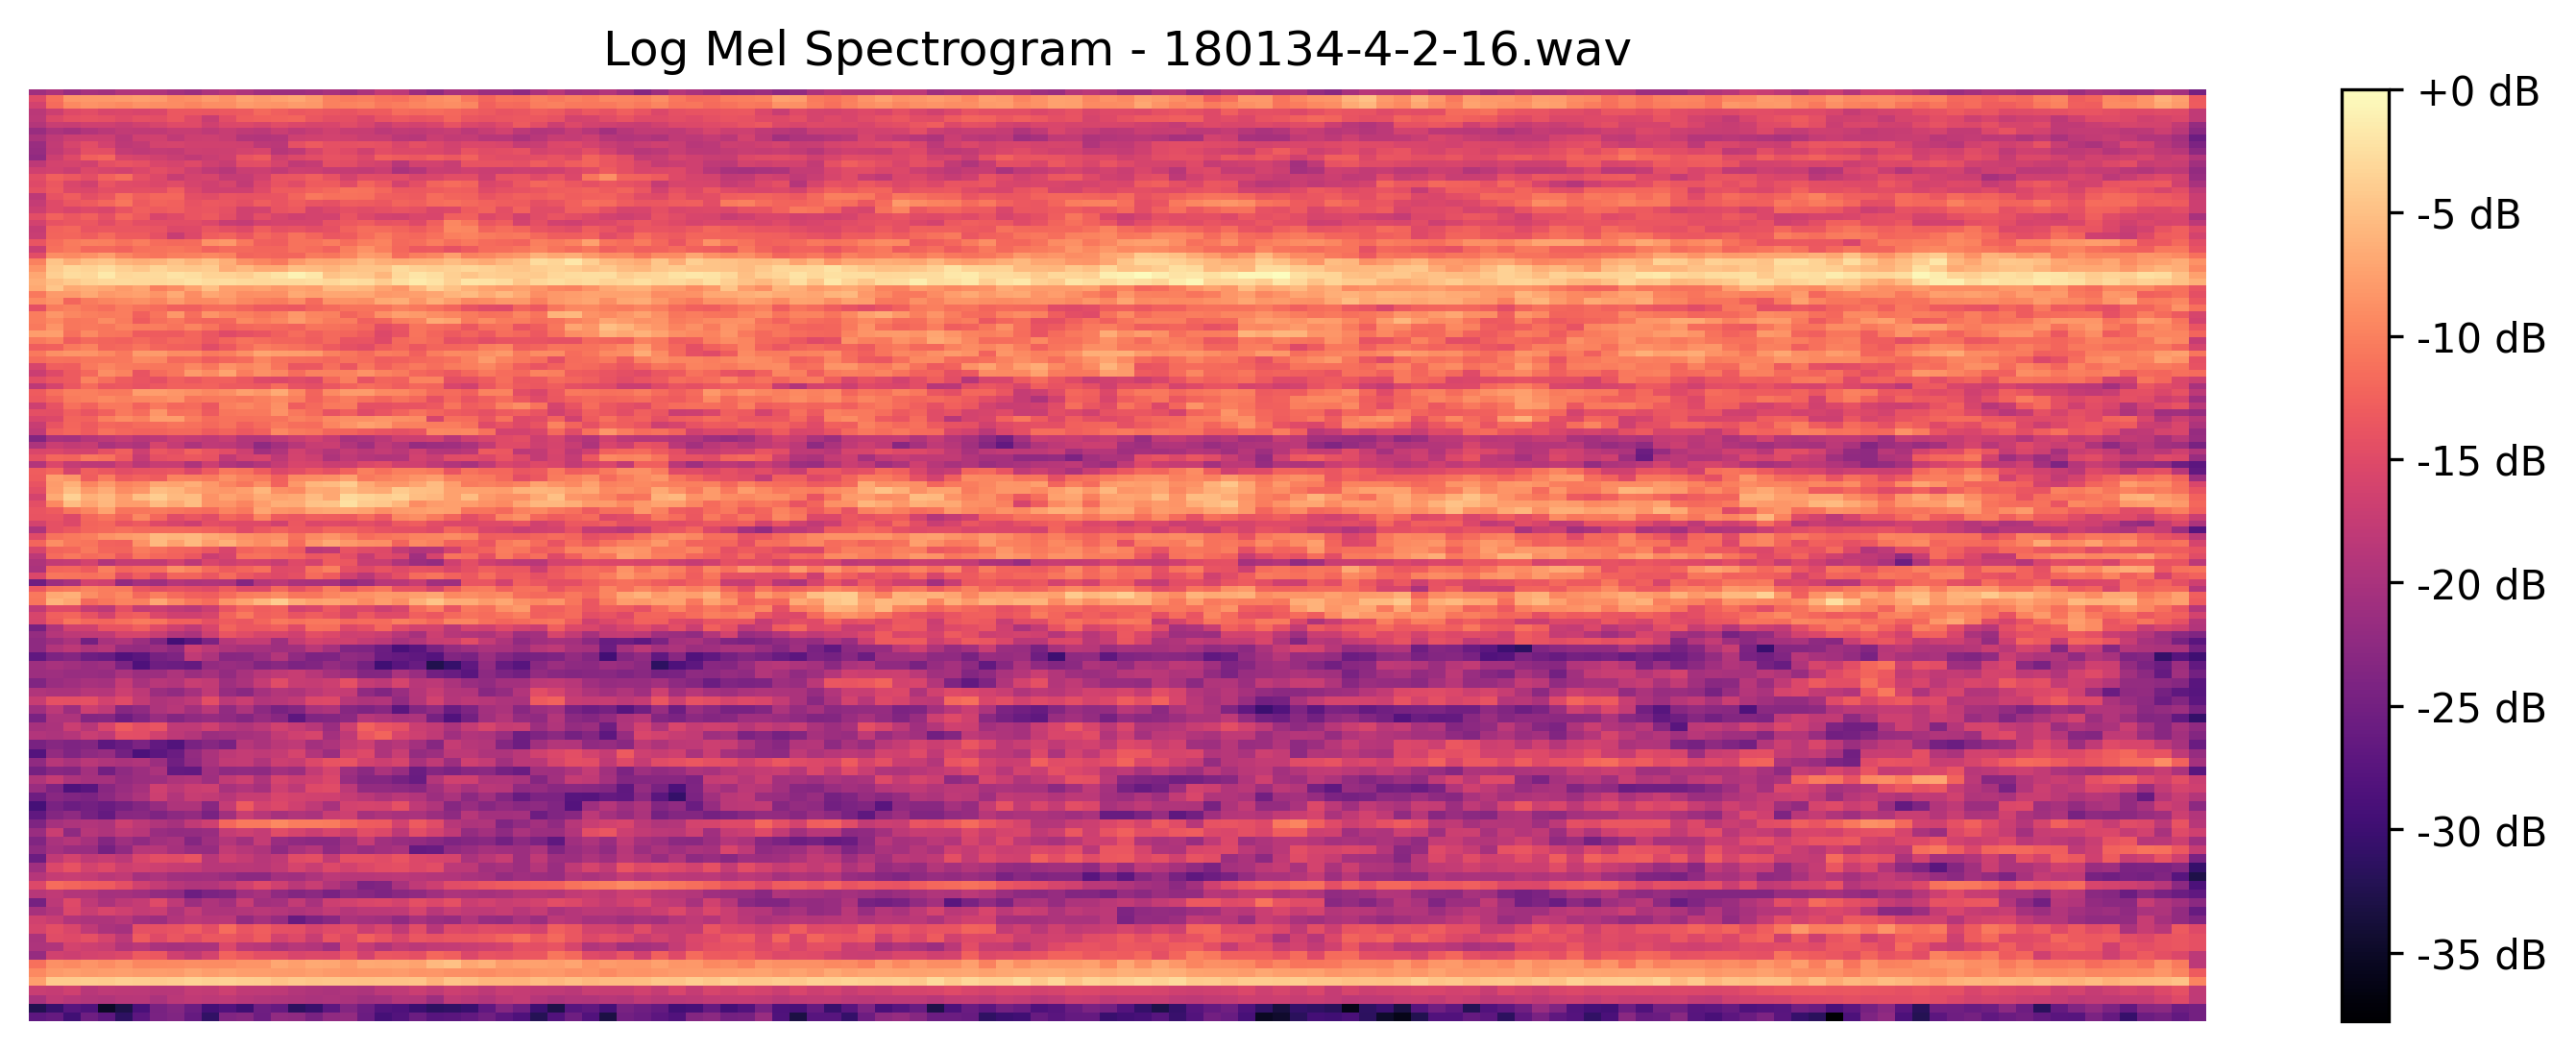 Log Mel Spectrogram - 180134-4-2-16.wav
+0 dB
-5 dB
-10 dB
-15 dB
-20 dB
-25 dB
-30 dB
-35 dB